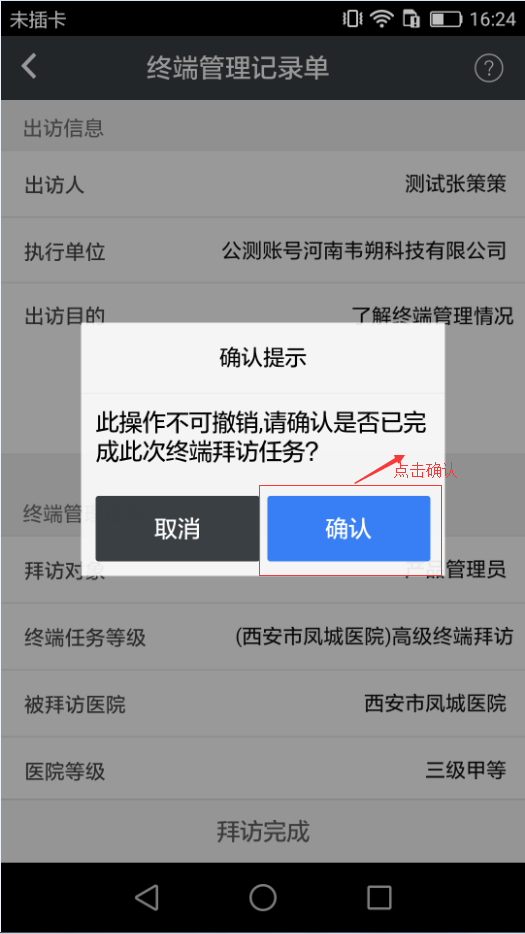 未插卡 16:24
终端管理记录单 ?
出访信息
出访人 测试张策策
执行单位 公测账号河南韦朔科技有限公司
出访目的 了解终端管理情况
确认提示
此操作不可撤销,请确认是否已完
成此次终端拜访任务?
点击确认
取消 确认
终端管
拜访对象 产品管理员
终端任务等级 (西安市凤城医院)高级终端拜访
被拜访医院 西安市凤城医院
医院等级 三级甲等
拜访完成